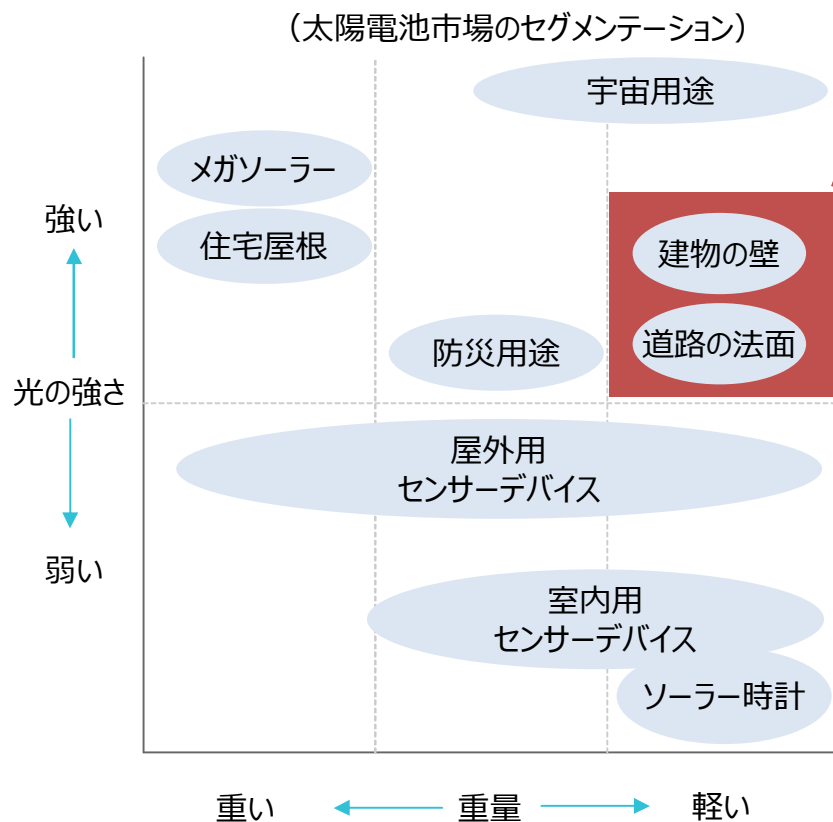 （太陽電池市場のセグメンテーション）
宇宙用途
メガソーラー
強い
住宅屋根
建物の壁
防災用途
道路の法面
光の強さ
屋外用
センサーデバイス
弱い
室内用
センサーデバイス
ソーラー時計
重い
重量
軽い